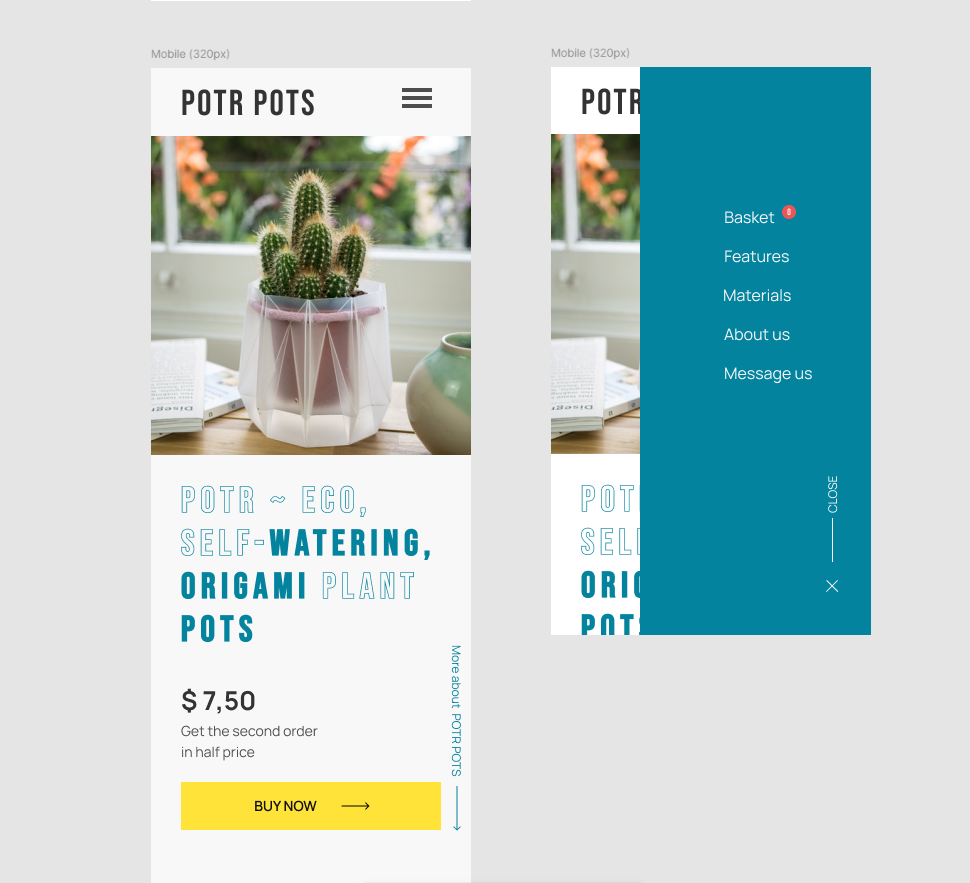 Mobile (320px)
POTR POTS
POTR ~ ECO,
SELF-WATERING,
ORIGAMI PLANT
POTS
$ 7,50
Get the second order
in half price
BUY NOW
More about POTR POTS
Mobile (320px)
POTR
Basket 0
Features
Materials
About us
Message us
CLOSE
POT
SEL
ORIG
POTS